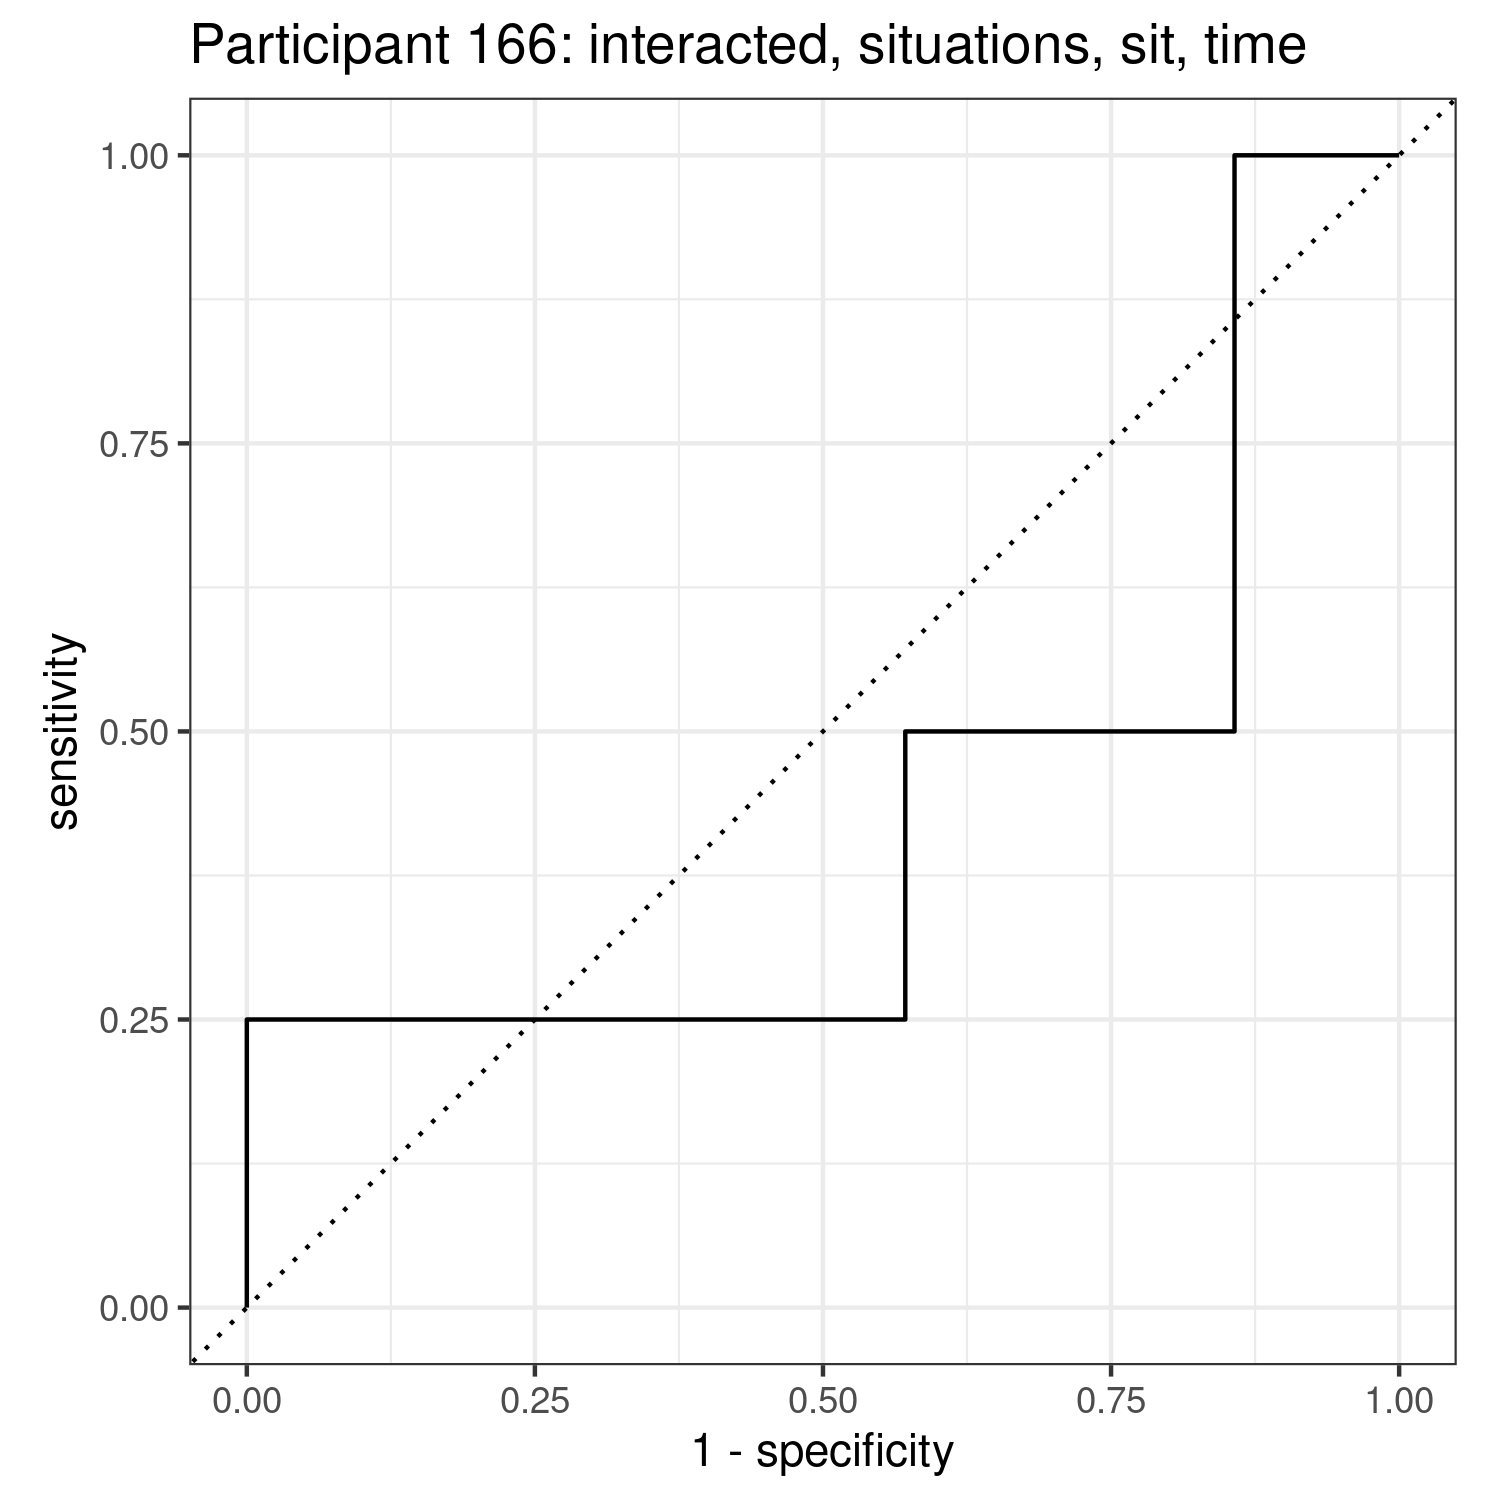 Participant 166: interacted, situations, sit, time
1.00
0.75
0.50
0.25
0.00
sensitivity
0.00 0.25 0.50 0.75 1.00
1 - specificity